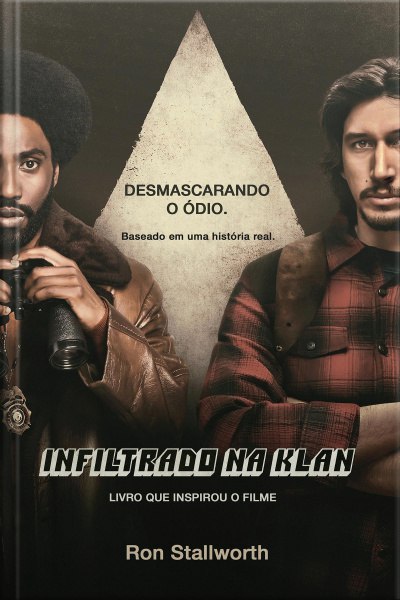 DESMASCARANDO
O ÓDIO.
Baseado em uma história real.
INFILTRADO NA KLAN
LIVRO QUE INSPIROU O FILME
Ron Stallworth